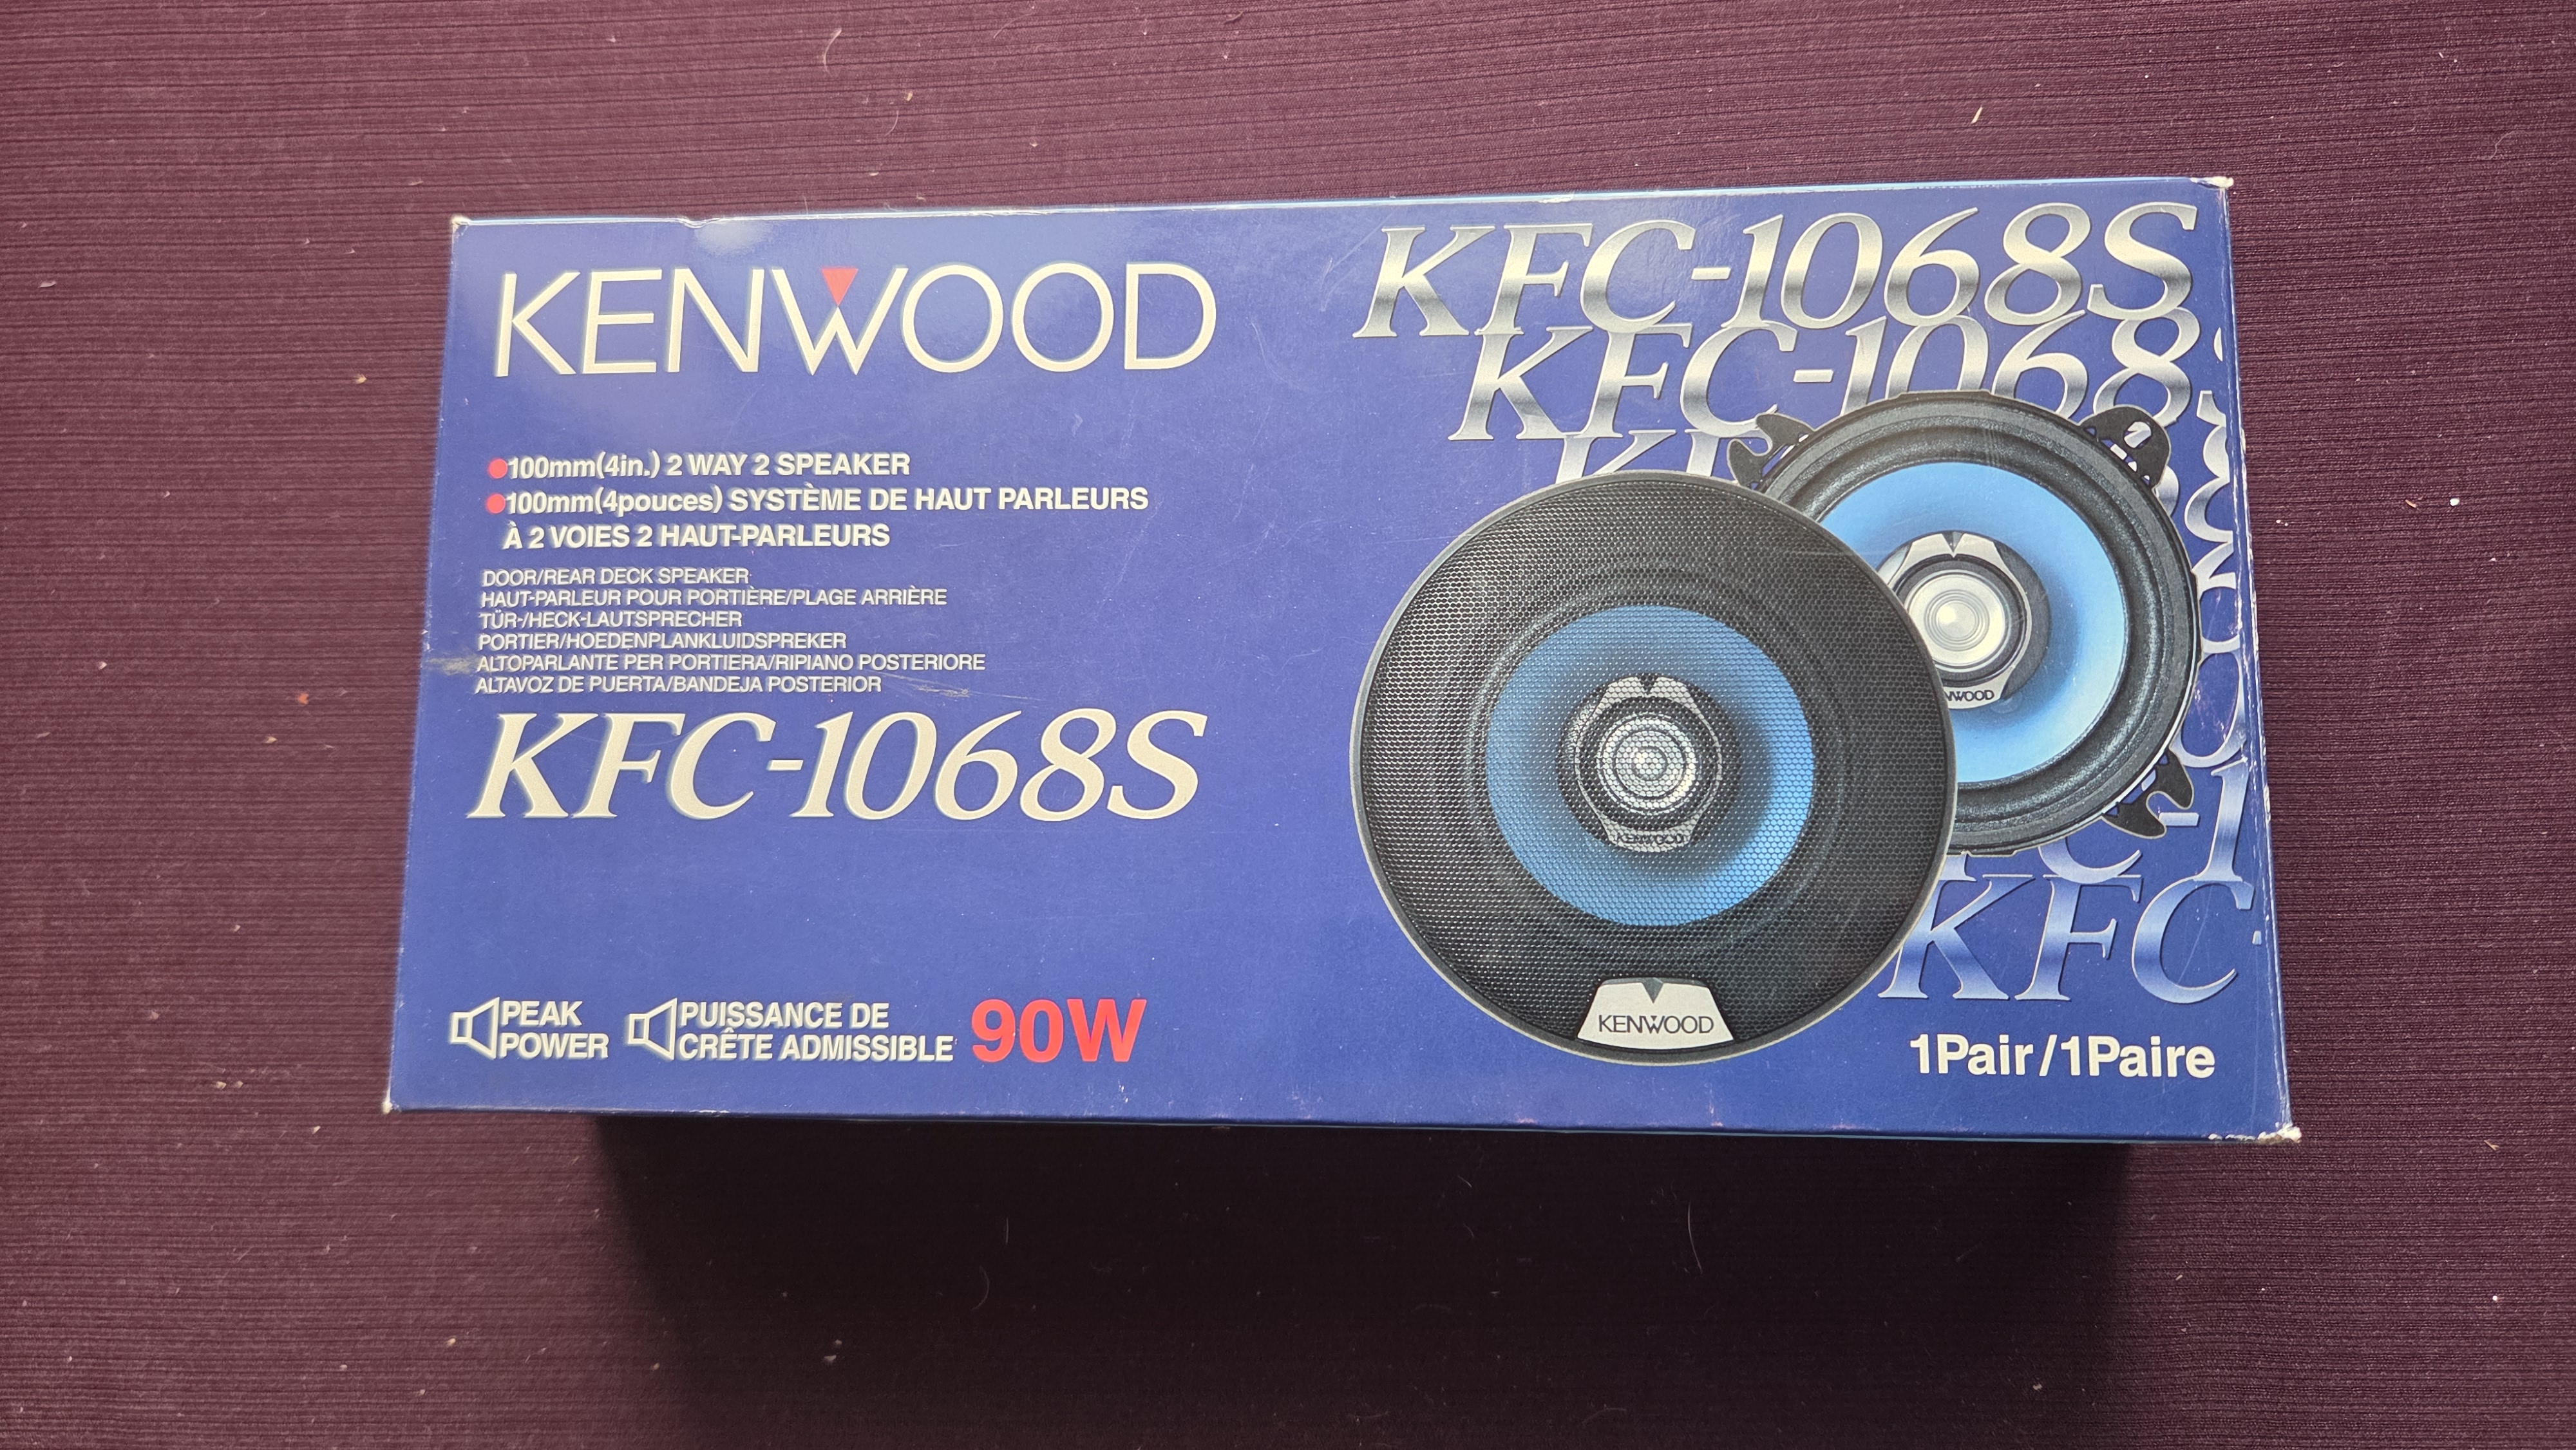 KENWOOD
●100mm(4in.) 2 WAY 2 SPEAKER
●100mm(4pouces) SYSTÈME DE HAUT PARLEURS
À 2 VOIES 2 HAUT-PARLEURS
DOOR/REAR DECK SPEAKER
HAUT-PARLEUR POUR PORTIÈRE/PLAGE ARRIÈRE
TÜR-/HECK-LAUTSPRECHER
PORTIER/HOEDENPLANKLUIDSPREKER
ALTOPARLANTE PER PORTIERA/RIPIANO POSTERIORE
ALTAVOZ DE PUERTA/BANDEJA POSTERIOR
KFC-1068S
PEAK
POWER
PUISSANCE DE
CRÊTE ADMISSIBLE
90W
KFC-1068S
KFC-1068S
KENWOOD
KENWOOD
KFC
1Pair/1Paire